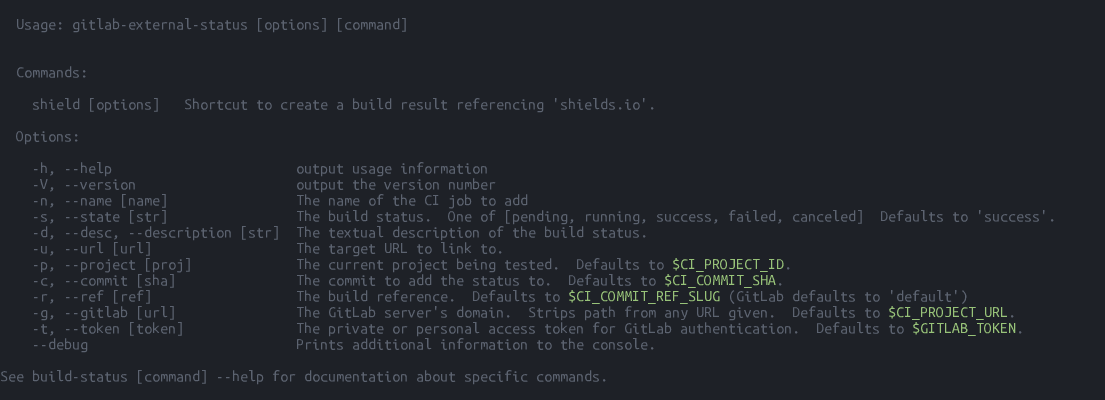 Usage: gitlab-external-status [options] [command]
Commands:
shield [options]   Shortcut to create a build result referencing 'shields.io'.
Options:
-h, --help                       output usage information
-V, --version                    output the version number
-n, --name [name]                The name of the CI job to add
-s, --state [str]                The build status.  One of [pending, running, success, failed, canceled]  Defaults to 'success'.
-d, --desc, --description [str]  The textual description of the build status.
-u, --url [url]                  The target URL to link to.
-p, --project [proj]             The current project being tested.  Defaults to $CI_PROJECT_ID.
-c, --commit [sha]               The commit to add the status to.  Defaults to $CI_COMMIT_SHA.
-r, --ref [ref]                  The build reference.  Defaults to $CI_COMMIT_REF_SLUG (GitLab defaults to 'default')
-g, --gitlab [url]               The GitLab server's domain.  Strips path from any URL given.  Defaults to $CI_PROJECT_URL.
-t, --token [token]              The private or personal access token for GitLab authentication.  Defaults to $GITLAB_TOKEN.
--debug                          Prints additional information to the console.
See build-status [command] --help for documentation about specific commands.